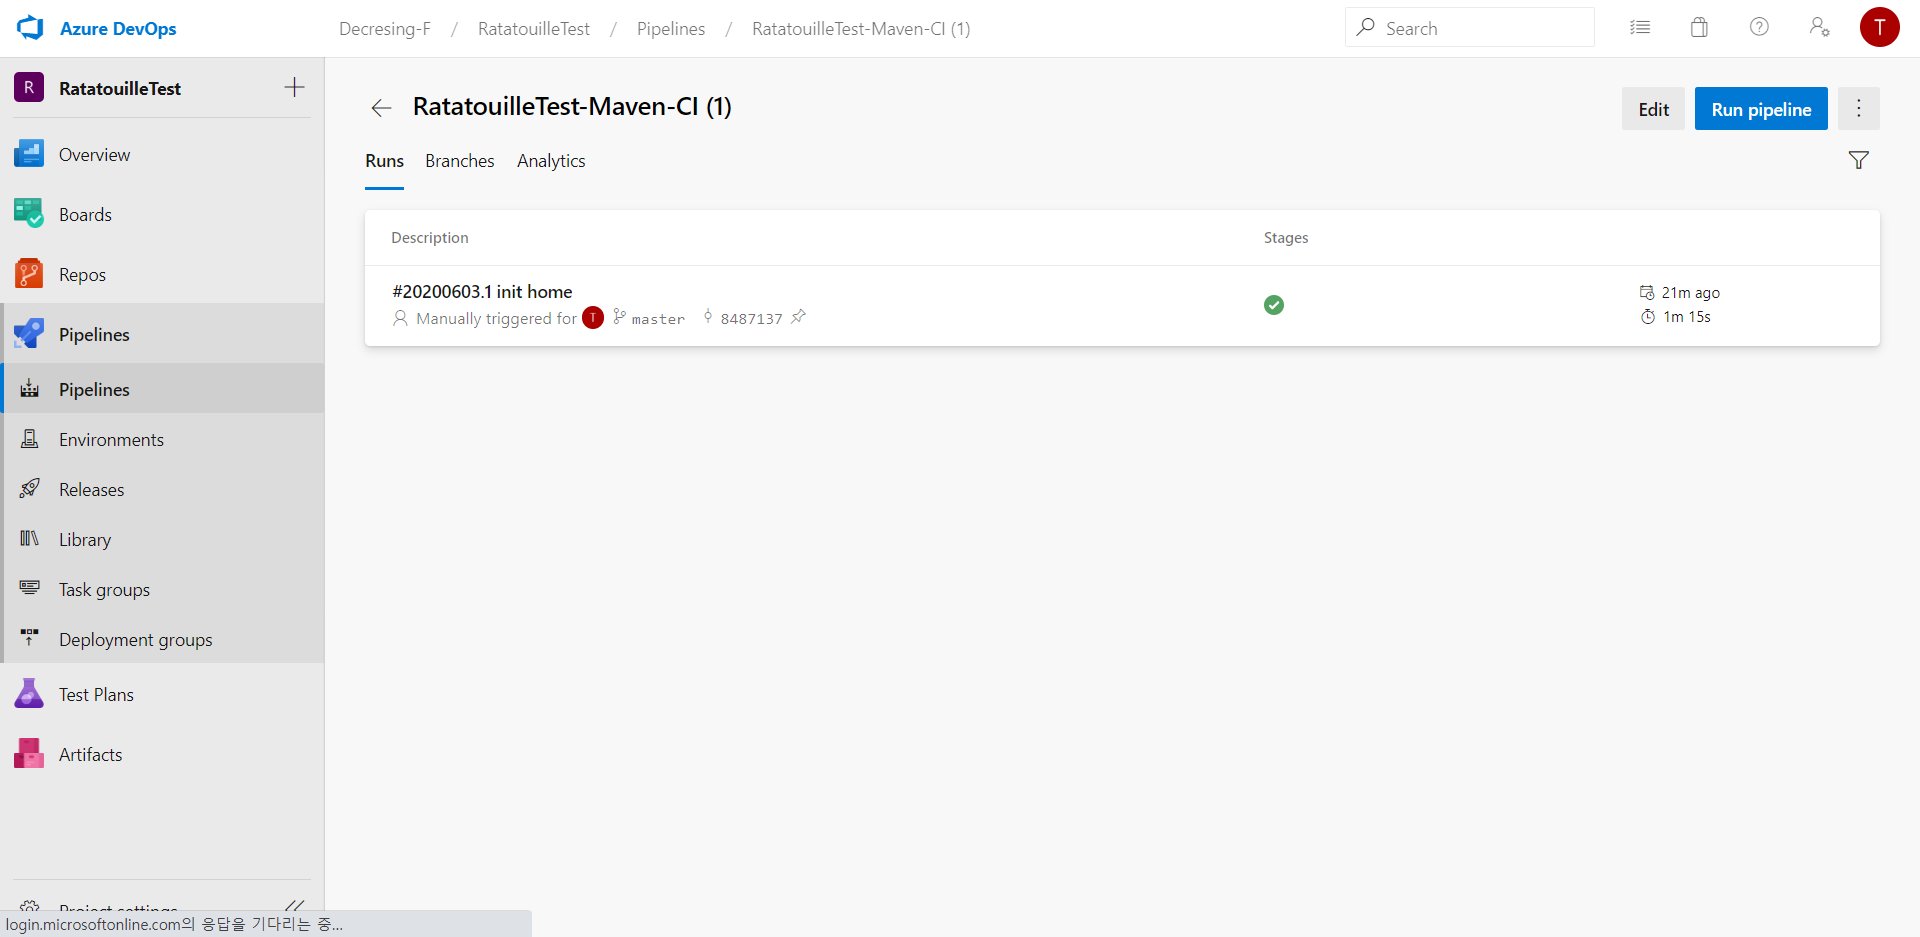 Azure DevOps
Decresing-F / RatatouilleTest / Pipelines / RatatouilleTest-Maven-CI (1)
Search
T
R RatatouilleTest
Overview
Boards
Repos
Pipelines
Pipelines
Environments
Releases
Library
Task groups
Deployment groups
Test Plans
Artifacts
Project settings
login.microsoftonline.com의 응답을 기다리는 중...
RatatouilleTest-Maven-CI (1)
Edit
Run pipeline
Runs Branches Analytics
Description Stages
#20200603.1 init home
Manually triggered for T master 8487137
21m ago
1m 15s